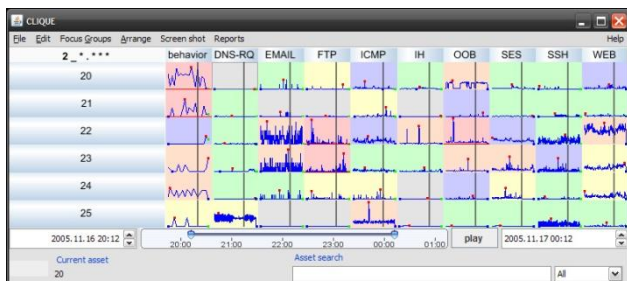 CLIQUE
File Edit Focus Groups Arrange Screen shot Reports Help
2 _ * . * * * behavior DNS-RQ EMAIL FTP ICMP IH OOB SES SSH WEB
20
21
22
23
24
25
2005.11.16 20:12 20:00 21:00 22:00 23:00 00:00 01:00 play 2005.11.17 00:12
Current asset Asset search
20 All